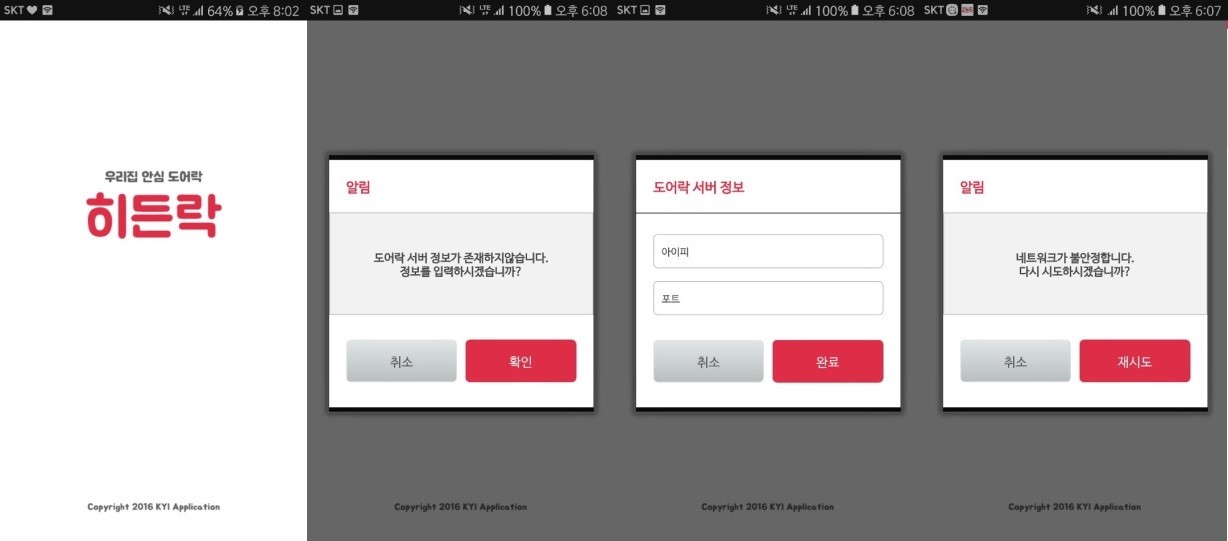 SKT 64% 오후 8:02
우리집 안심 도어락
히든락
Copyright 2016 KYI Application
SKT LTE 100% 오후 6:08
알림
도어락 서버 정보가 존재하지않습니다.
정보를 입력하시겠습니까?
취소 확인
Copyright 2016 KYI Application
SKT LTE 100% 오후 6:08
도어락 서버 정보
아이피
포트
취소 완료
Copyright 2016 KYI Application
SKT 100% 오후 6:07
알림
네트워크가 불안정합니다.
다시 시도하시겠습니까?
취소 재시도
Copyright 2016 KYI Application